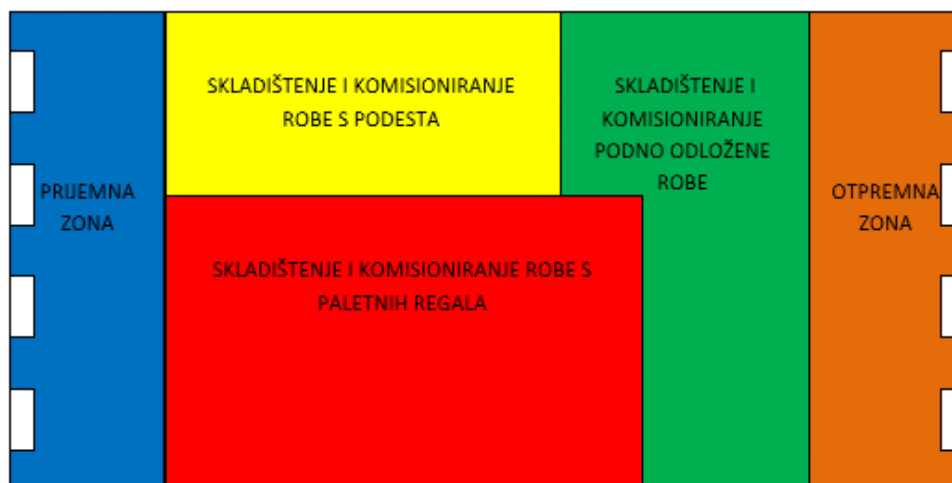 PRIJEMNA
ZONA
SKLADIŠTENJE I KOMISIONIRANJE
ROBE S PODESTA
SKLADIŠTENJE I
KOMISIONIRANJE
PODNO ODLOŽENE
ROBE
OTPREMNA
ZONA
SKLADIŠTENJE I KOMISIONIRANJE ROBE S
PALETNIH REGALA